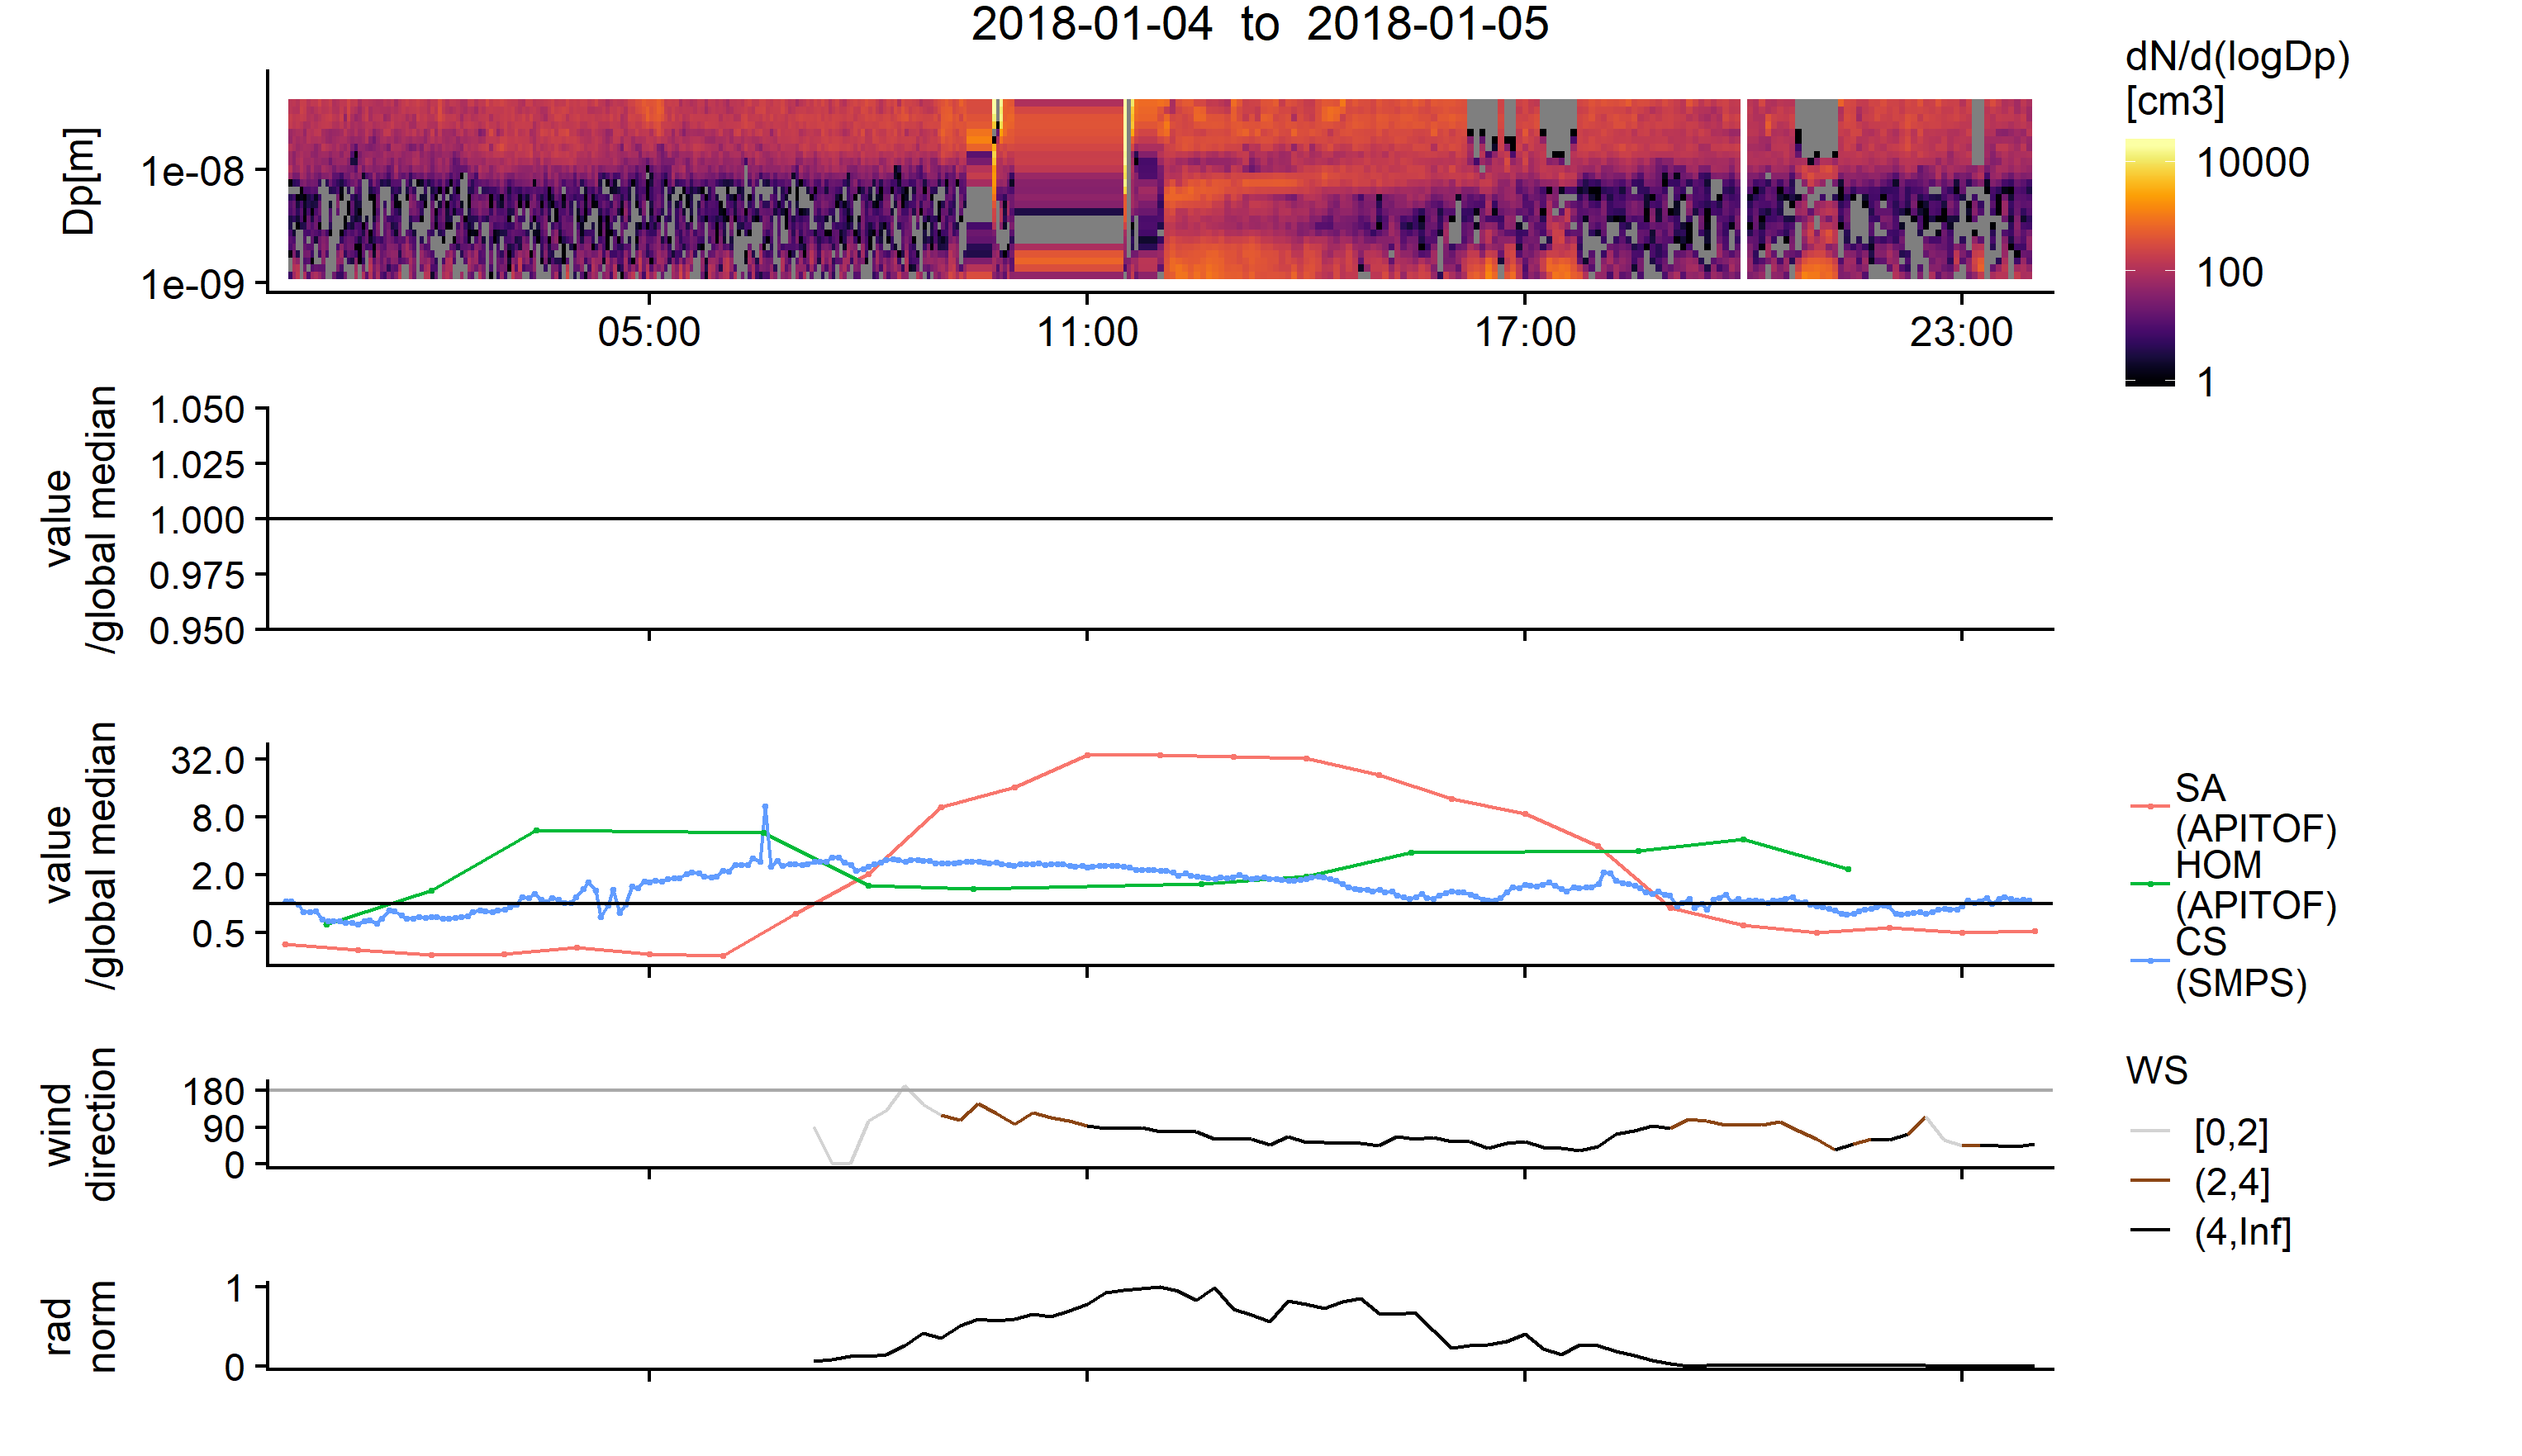 2018-01-04 to 2018-01-05
dN/d(logDp)
[cm3]
10000
100
1
Dp[m]
1e-08
1e-09
05:00
11:00
17:00
23:00
value
/global median
1.050
1.025
1.000
0.975
0.950
value
/global median
32.0
8.0
2.0
0.5
SA
(APITOF)
HOM
(APITOF)
CS
(SMPS)
wind
direction
180
90
0
WS
[0,2]
(2,4]
(4,Inf]
rad
norm
1
0